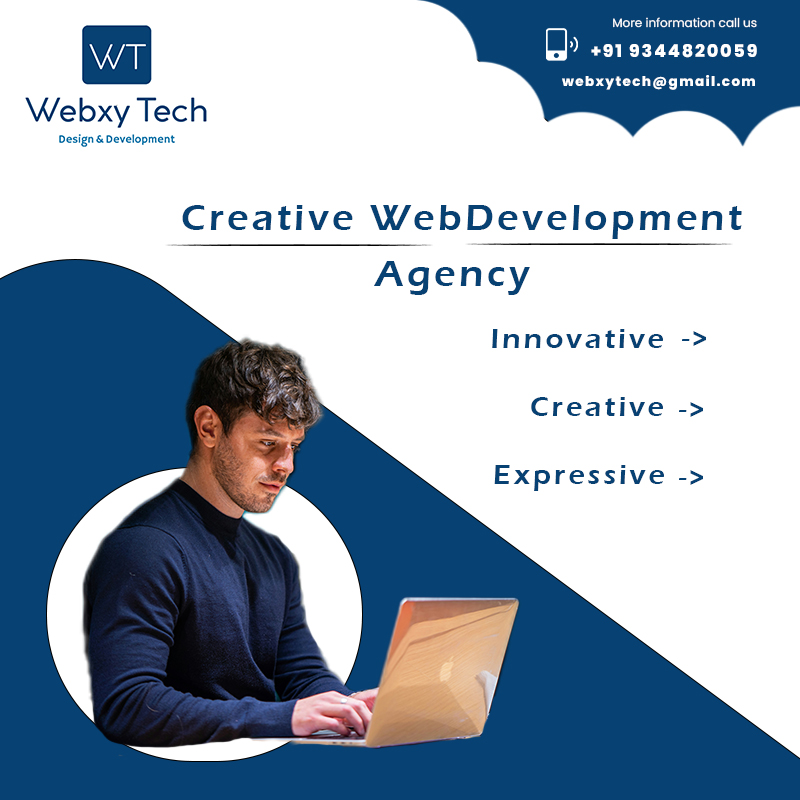 WT
Webxy Tech
Design & Development
More information call us
+91 9344820059
webxytech@gmail.com
Creative WebDevelopment
Agency
Innovative ->
Creative ->
Expressive ->